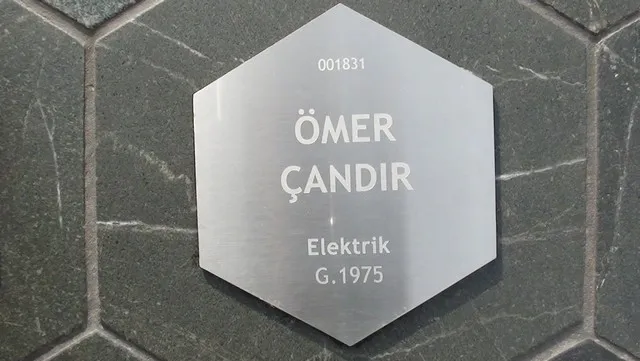 001831
ÖMER
ÇANDIR
Elektrik
G.1975